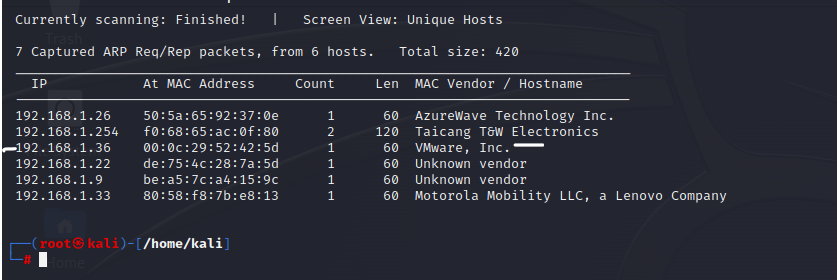 Currently scanning: Finished!   |   Screen View: Unique Hosts
7 Captured ARP Req/Rep packets, from 6 hosts.   Total size: 420
IP            At MAC Address     Count     Len  MAC Vendor / Hostname
192.168.1.26    50:5a:65:92:37:0e      1      60  AzureWave Technology Inc.
192.168.1.254   f0:68:65:ac:0f:80      2     120  Taicang T&W Electronics
192.168.1.36    00:0c:29:52:42:5d      1      60  VMware, Inc.
192.168.1.22    de:75:4c:28:7a:5d      1      60  Unknown vendor
192.168.1.9     be:a5:7c:a4:15:9c      1      60  Unknown vendor
192.168.1.33    80:58:f8:7b:e8:13      1      60  Motorola Mobility LLC, a Lenovo Company
┌──(root㉿kali)-[/home/kali]
└─#
Trash
Home